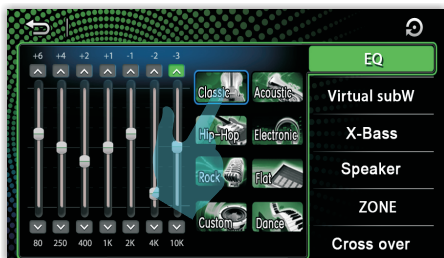 +6 +4 +2 +1 -1 -2 -3
EQ
Classic Acoustic
Virtual subW
Hip-Hop Electronic
X-Bass
Rock Flat
Speaker
ZONE
Custom Dance
80 250 400 1K 2K 4K 10K
Cross over